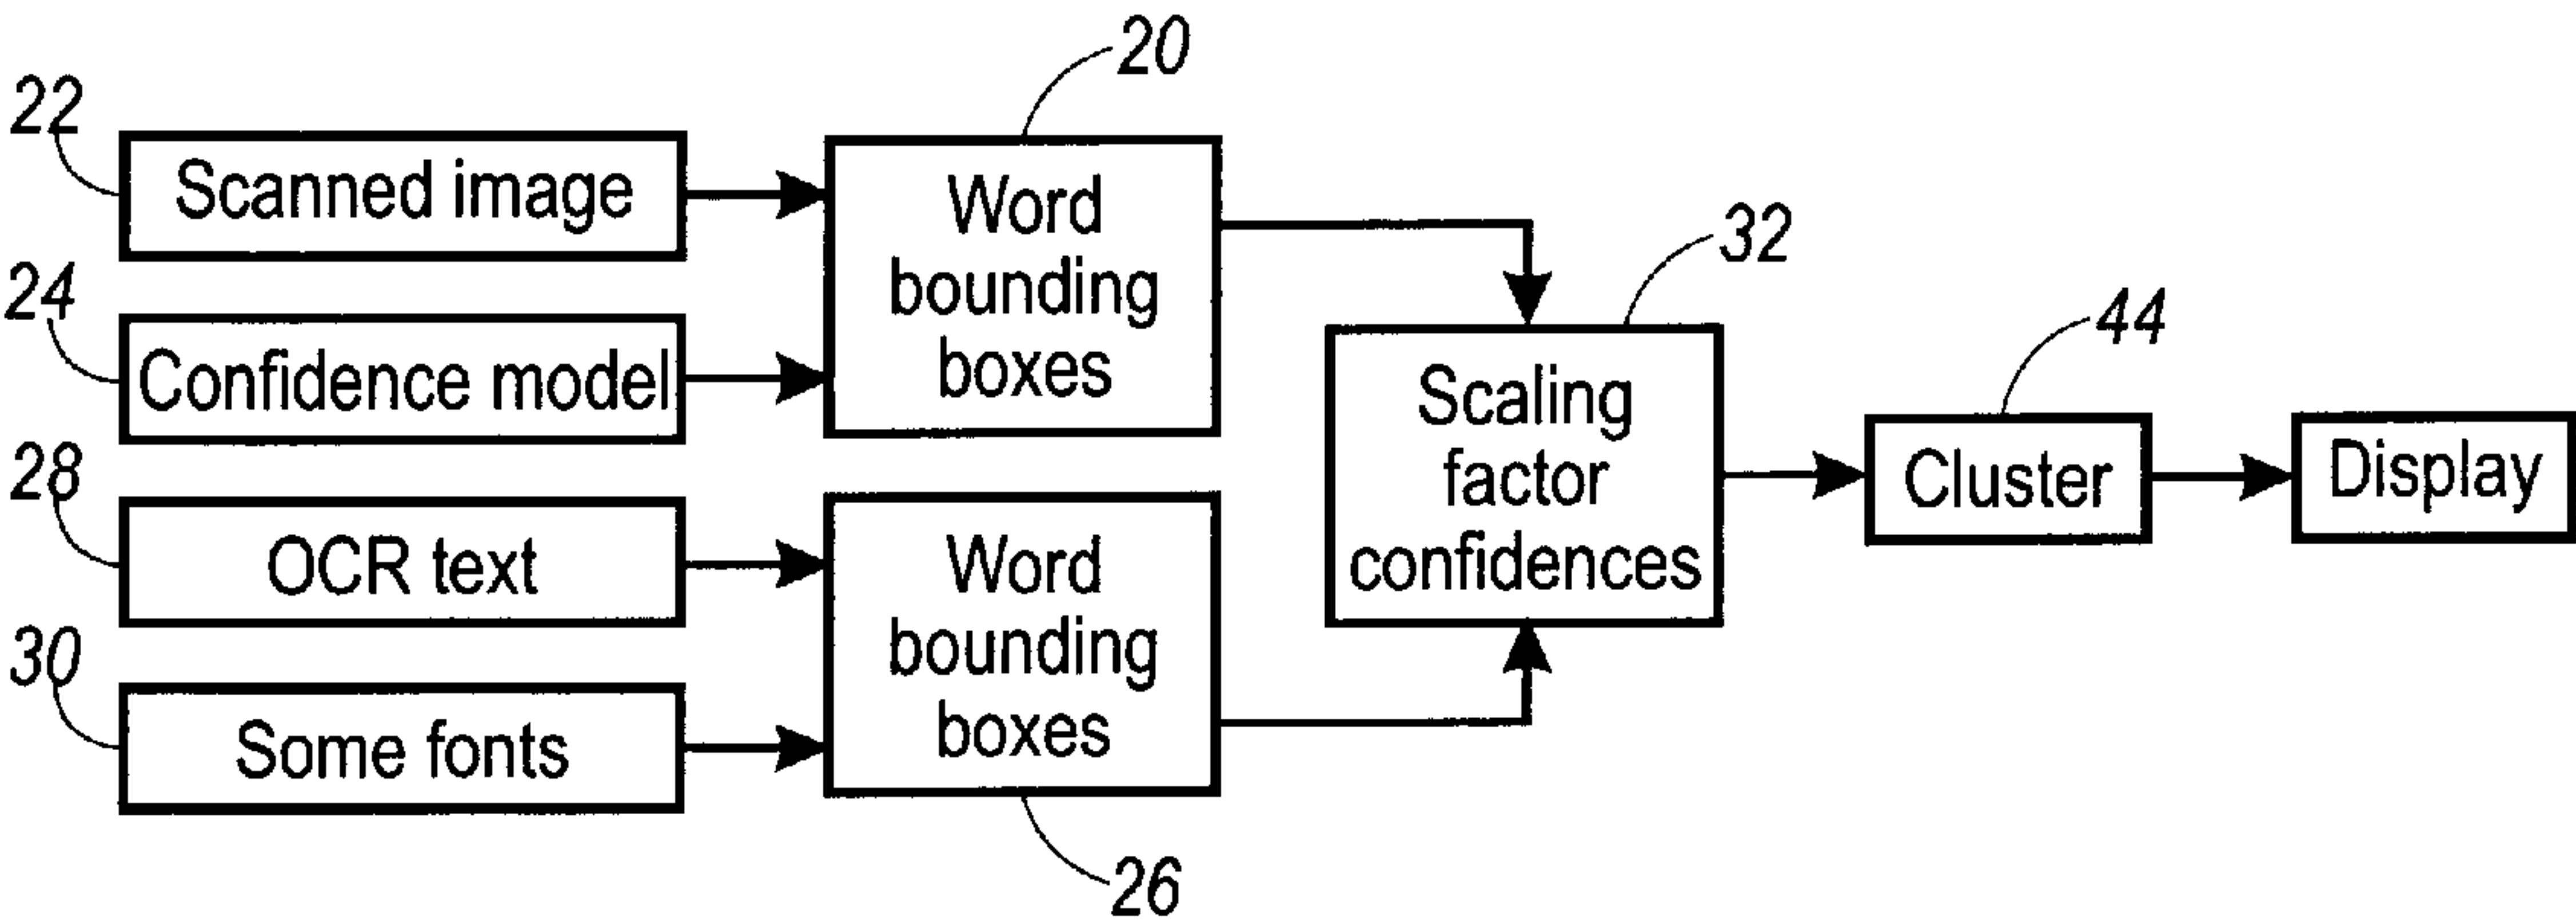 20
22
Scanned image
Word
bounding
boxes
32
24
Confidence model
44
Scaling
factor
confidences
Cluster
Display
28
OCR text
Word
bounding
boxes
30
Some fonts
26